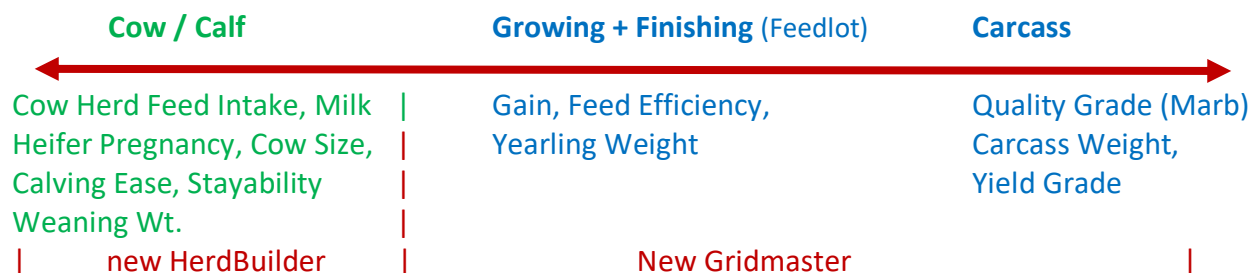 Cow / Calf Growing + Finishing (Feedlot) Carcass
Cow Herd Feed Intake, Milk | Gain, Feed Efficiency, Quality Grade (Marb)
Heifer Pregnancy, Cow Size, | Yearling Weight Carcass Weight,
Calving Ease, Stayability | Yield Grade
Weaning Wt. |
| new HerdBuilder | New Gridmaster |